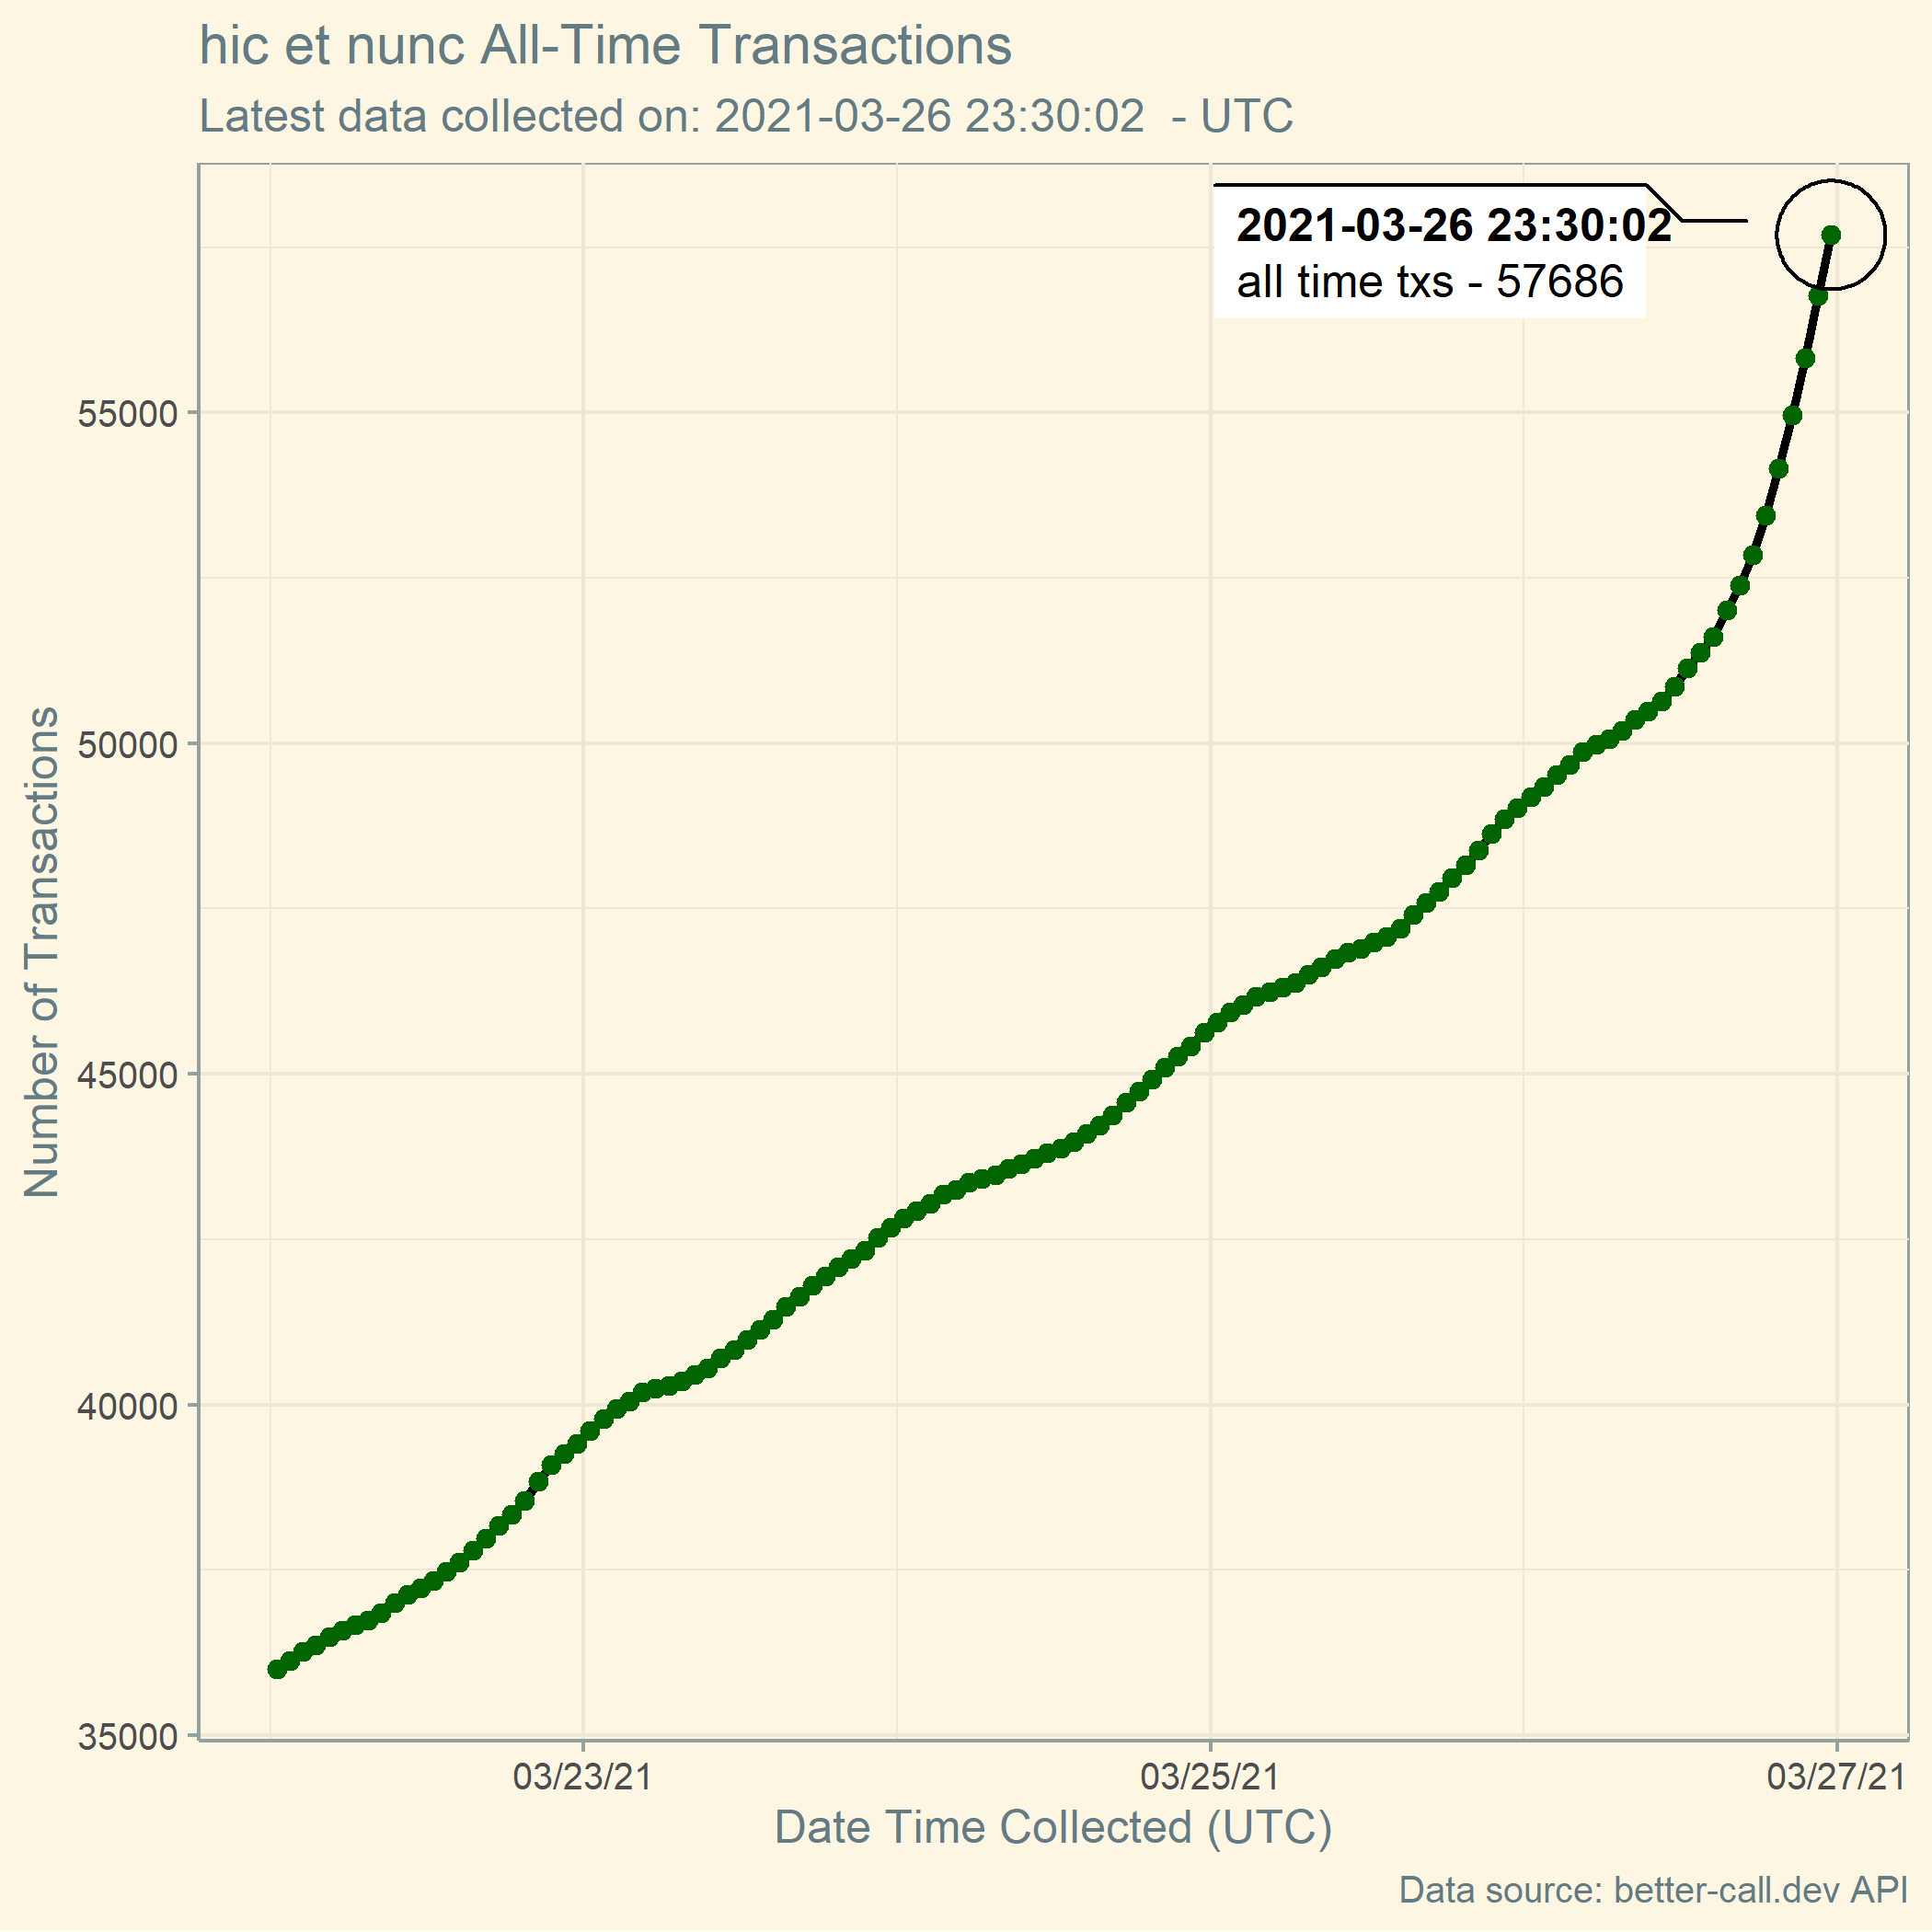 hic et nunc All-Time Transactions
Latest data collected on: 2021-03-26 23:30:02  - UTC
2021-03-26 23:30:02
all time txs - 57686
55000
50000
45000
40000
35000
Number of Transactions
03/23/21
03/25/21
03/27/21
Date Time Collected (UTC)
Data source: better-call.dev API